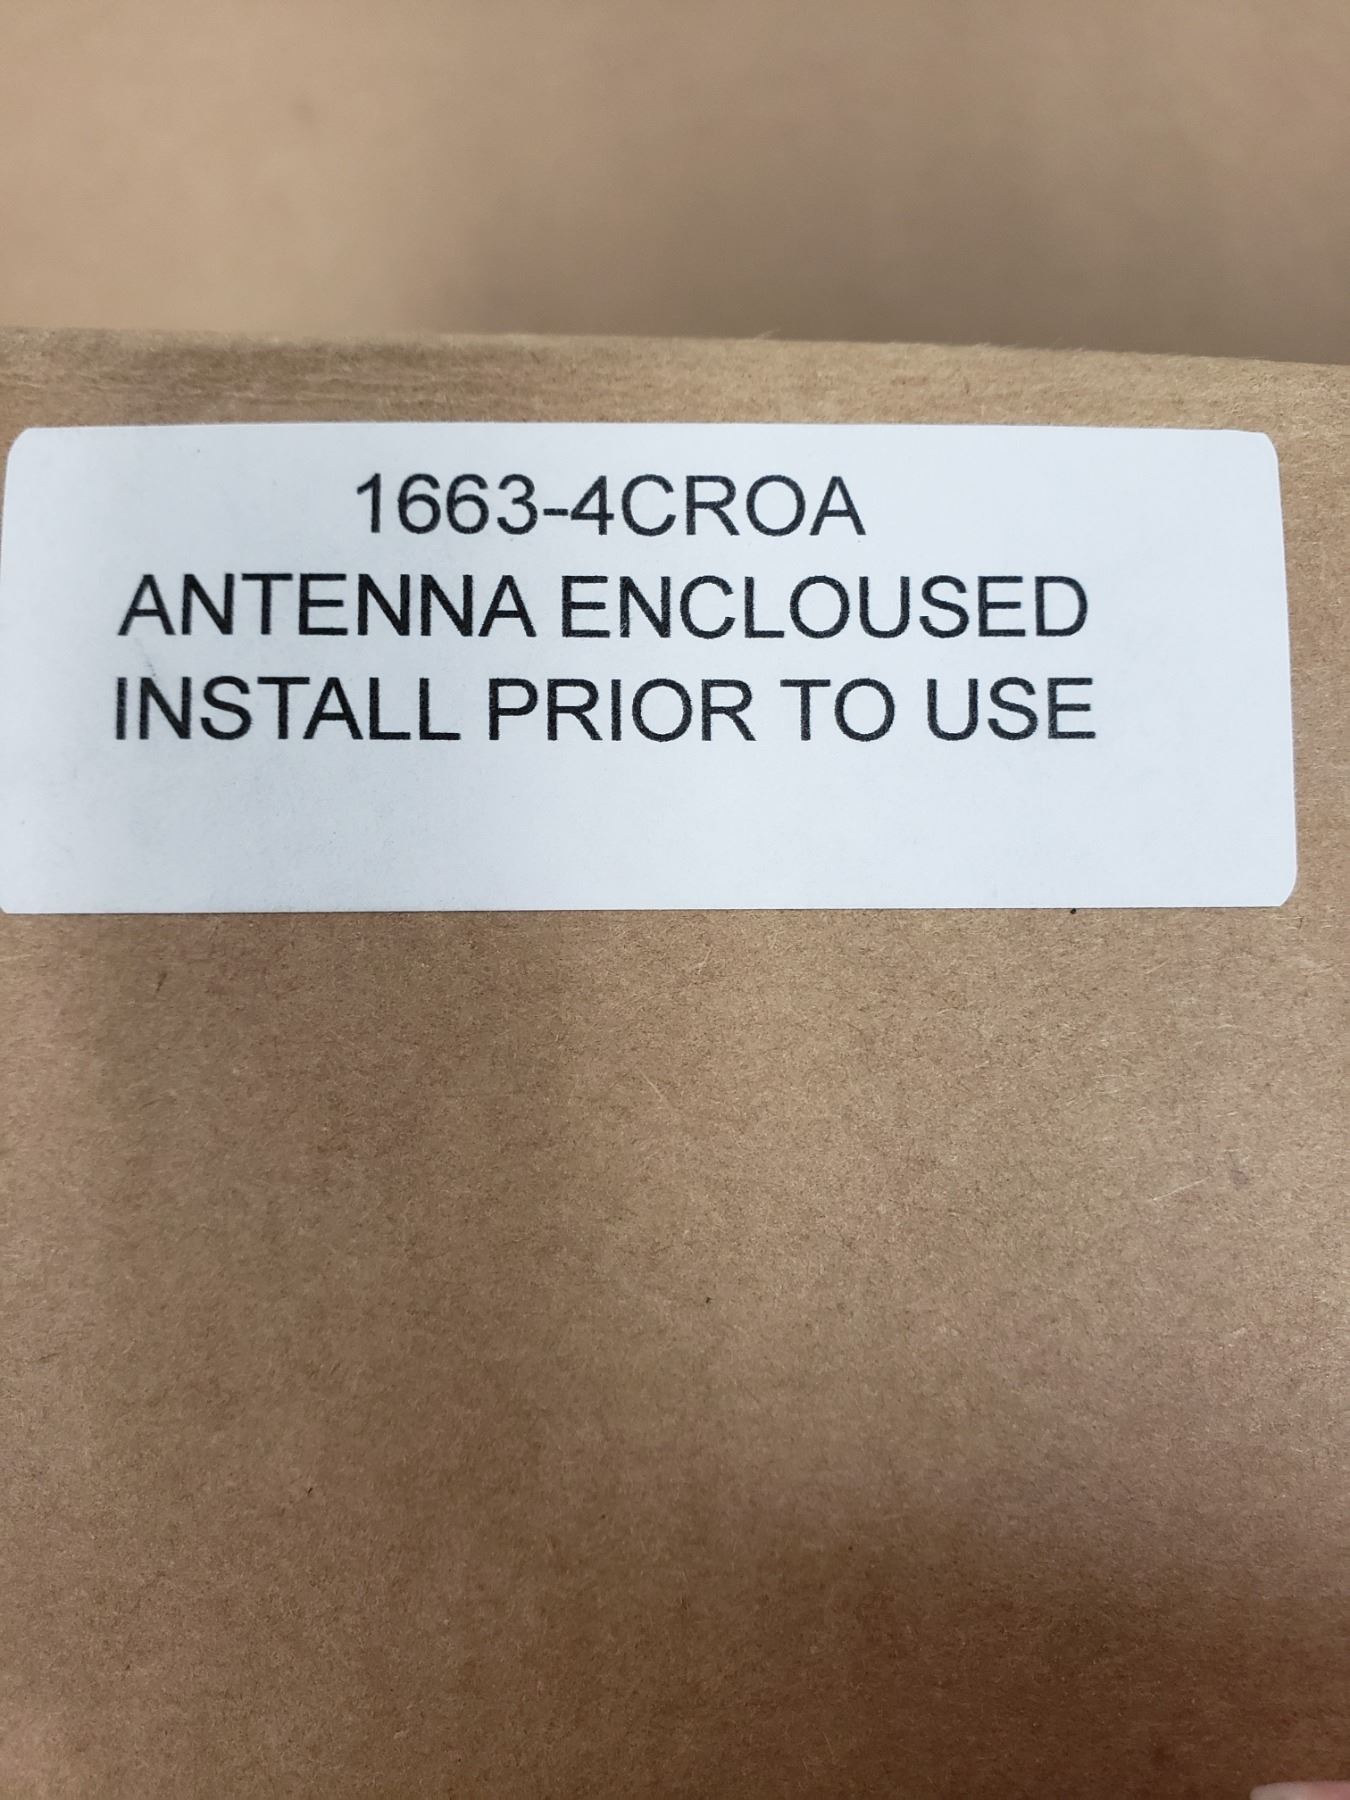 1663-4CROA
ANTENNA ENCLOUSED
INSTALL PRIOR TO USE